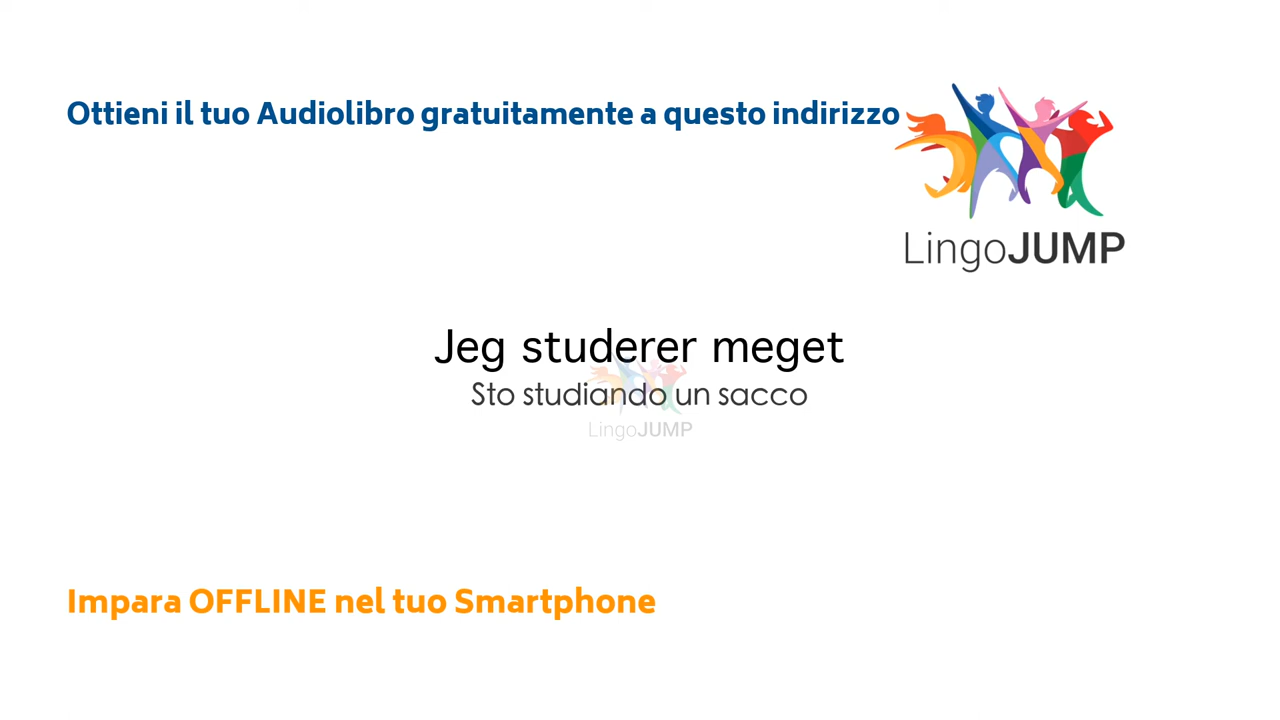 Ottieni il tuo Audiolibro gratuitamente a questo indirizzo
LingoJUMP
Jeg studerer meget
Sto studiando un sacco
LingoJUMP
Impara OFFLINE nel tuo Smartphone